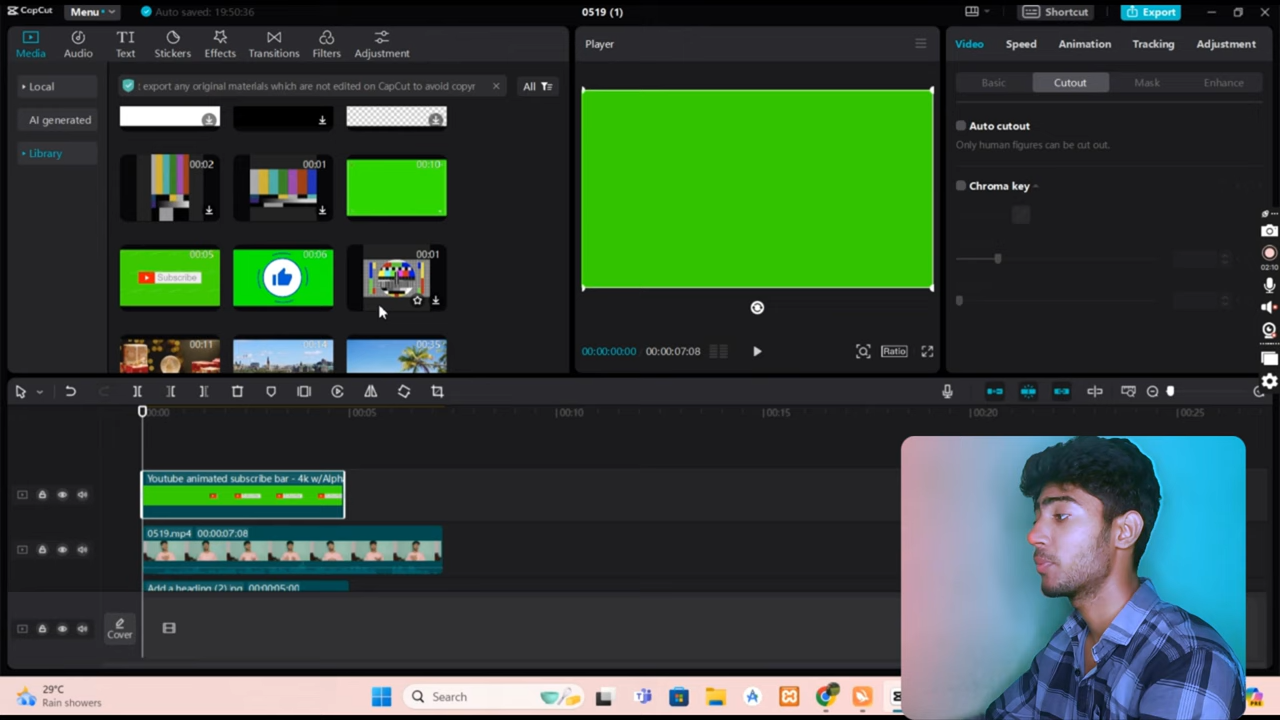 CapCut
Menu
Auto saved: 19:50:36
0519 (1)
Shortcut
Export
Media
Audio
Text
Stickers
Effects
Transitions
Filters
Adjustment
Player
Video
Speed
Animation
Tracking
Adjustment
Local
AI generated
Library
: export any original materials which are not edited on CapCut to avoid copyr
All
Basic
Cutout
Mask
Enhance
Auto cutout
Only human figures can be cut out.
Chroma key
00:02
00:01
00:10
00:05
Subscribe
00:06
00:01
00:11
00:14
00:35
02:10
00:00:00:00
00:00:07:08
Ratio
00:00
00:05
00:10
00:15
00:20
00:25
Youtube animated subscribe bar - 4k w/Alph
0519.mp4 00:00:07:08
Add a heading (2).jpg 00:00:05:00
Cover
29°C
Rain showers
Search
PRE